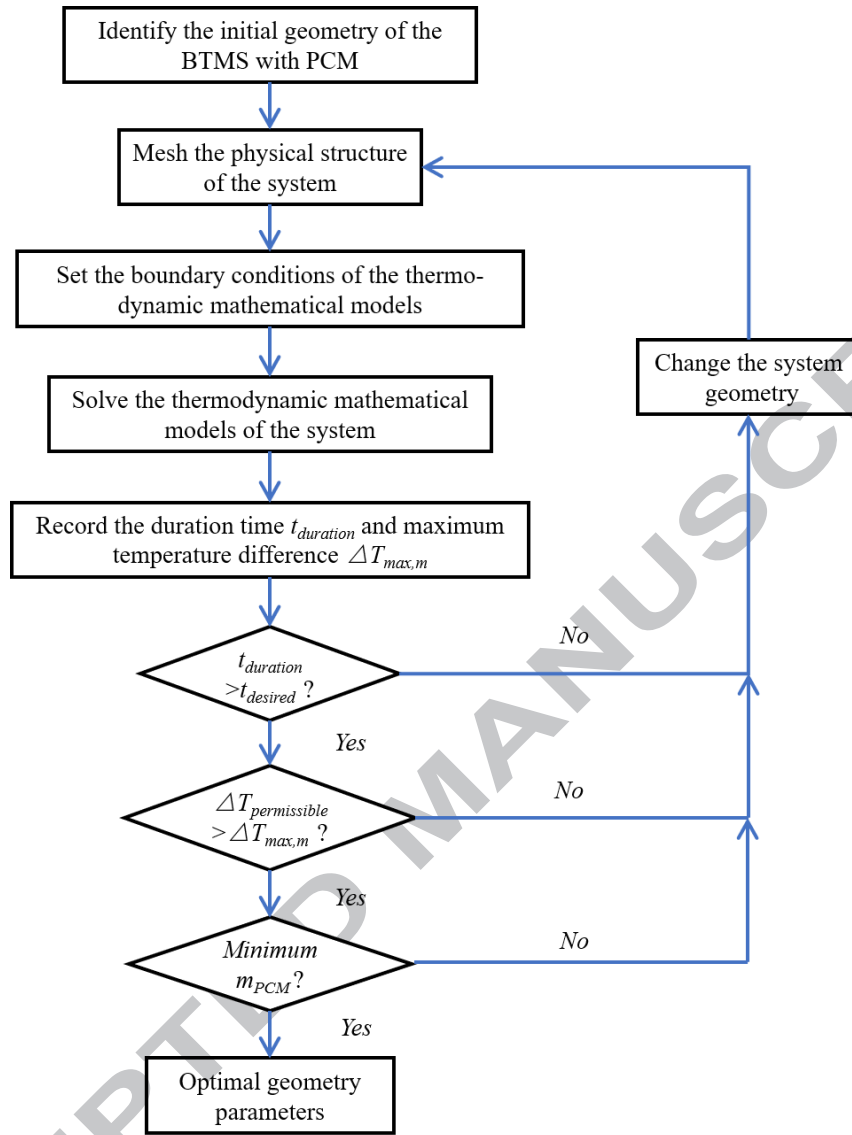 Identify the initial geometry of the
BTMS with PCM
Mesh the physical structure
of the system
Set the boundary conditions of the thermo-
dynamic mathematical models
Change the system
geometry
Solve the thermodynamic mathematical
models of the system
Record the duration time t_duration and maximum
temperature difference △T_max,m
No
t_duration
>t_desired ?
Yes
△T_permissible
> △T_max,m ?
No
Yes
Minimum
m_PCM ?
No
Yes
Optimal geometry
parameters
PTED MANUSCRI